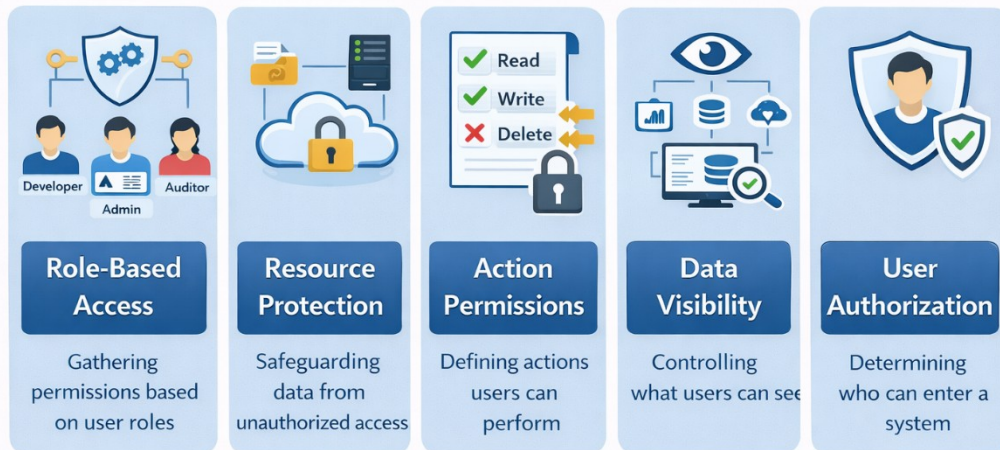 Developer
Admin
Auditor
Role-Based
Access
Gathering
permissions based
on user roles
Resource
Protection
Safeguarding
data from
unauthorized access
Read
Write
Delete
Action
Permissions
Defining actions
users can
perform
Data
Visibility
Controlling
what users can see
User
Authorization
Determining
who can enter a
system